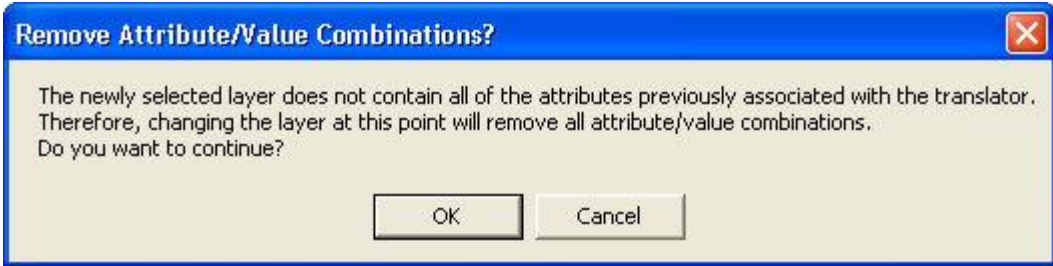 Remove Attribute/Value Combinations?
The newly selected layer does not contain all of the attributes previously associated with the translator.
Therefore, changing the layer at this point will remove all attribute/value combinations.
Do you want to continue?
OK Cancel